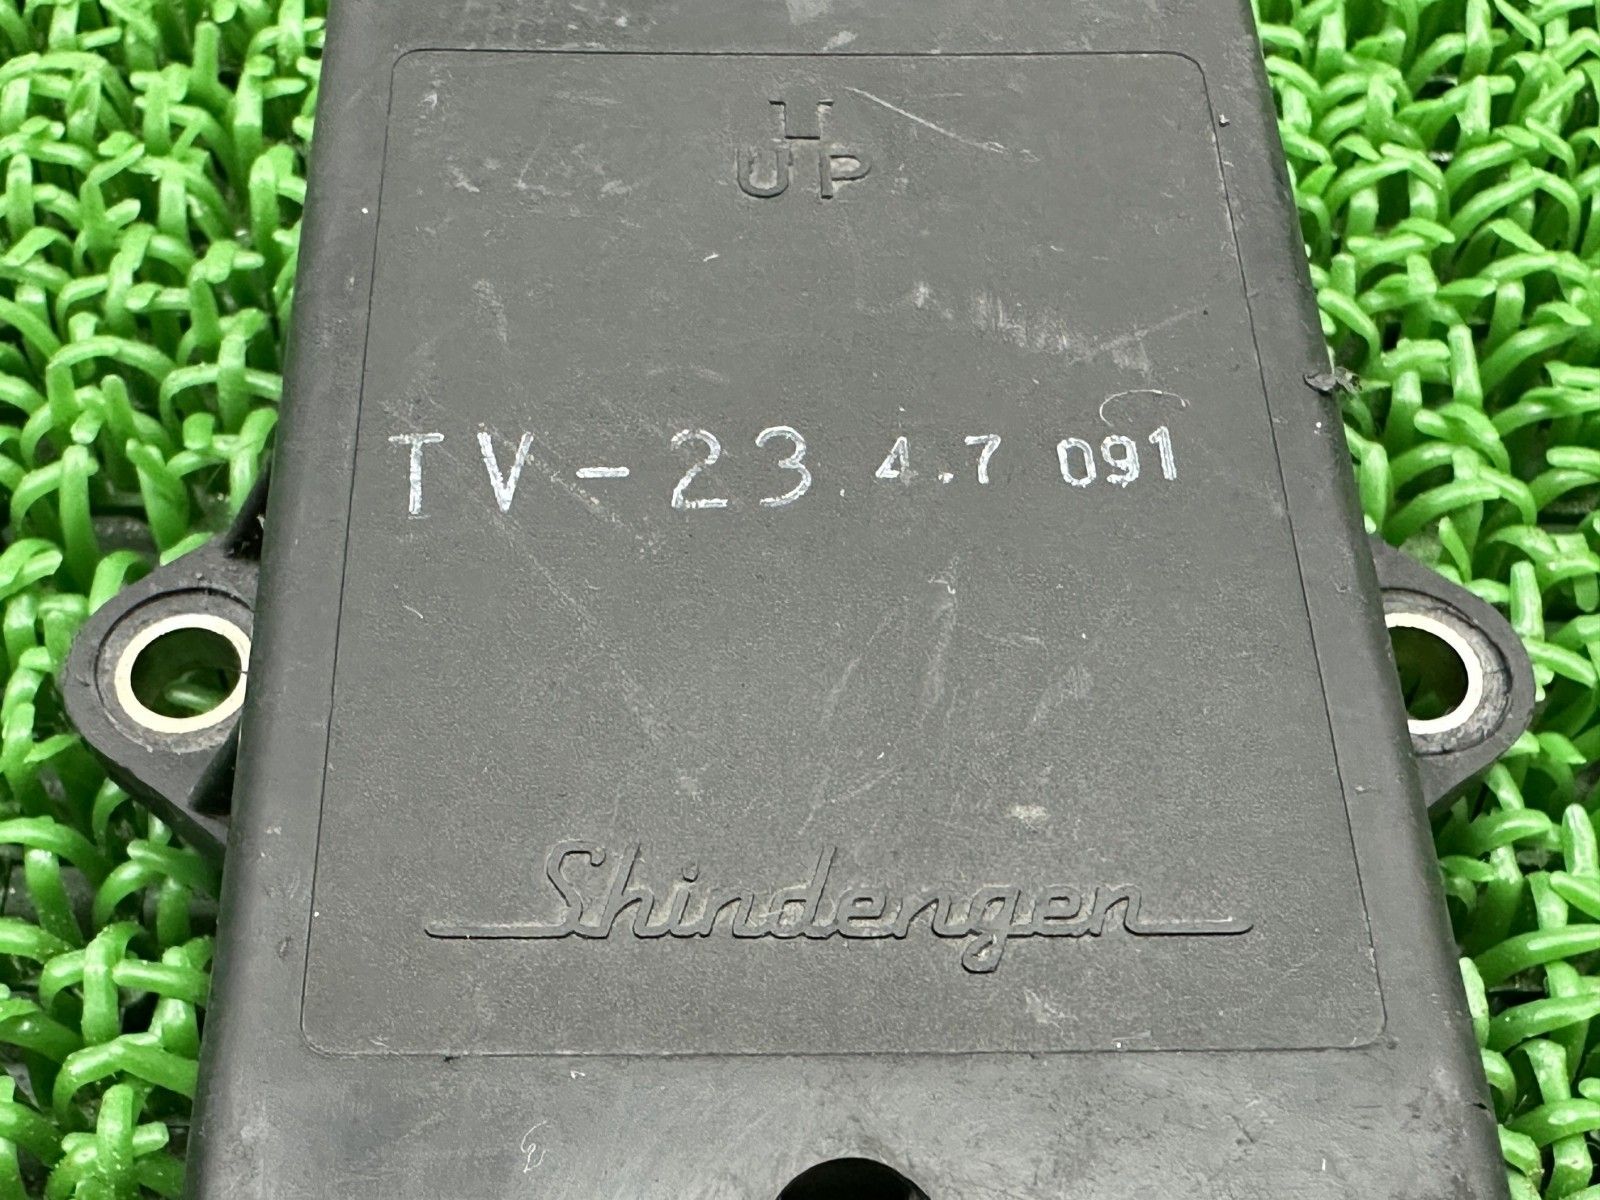 UP
TV-23 4.7 091
Shindengen